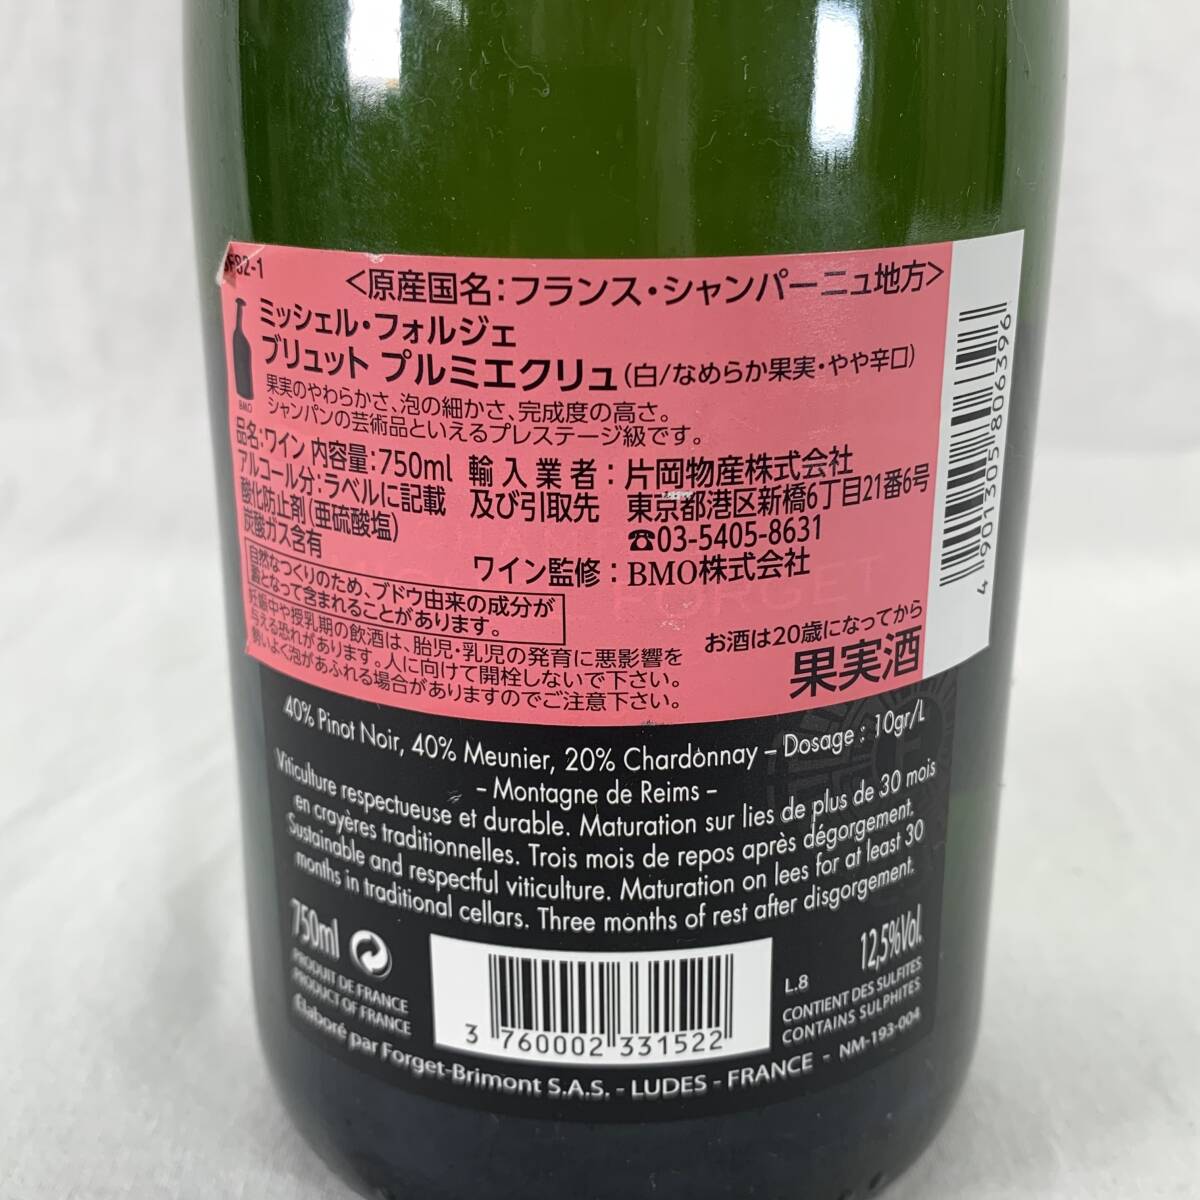 F92-1
<原産国名:フランス・シャンパーニュ地方>
ミッシェル・フォルジェ
ブリュット プルミエクリュ(白/なめらか果実・やや辛口)
BMO
果実のやわらかさ、泡の細かさ、完成度の高さ。
シャンパンの芸術品といえるプレステージ級です。
品名:ワイン 内容量:750ml
アルコール分:ラベルに記載
酸化防止剤(亜硫酸塩)
炭酸ガス含有
輸入業者:片岡物産株式会社
及び引取先 東京都港区新橋6丁目21番6号
☎03-5405-8631
ワイン監修:BMO株式会社
自然なつくりのため、ブドウ由来の成分が
澱となって含まれることがあります。
妊娠中や授乳期の飲酒は、胎児・乳児の発育に悪影響を
与える恐れがあります。人に向けて開栓しないで下さい。
勢いよく泡があふれる場合がありますのでご注意下さい。
お酒は20歳になってから
果実酒
4 901305 806396
FORGET
40% Pinot Noir, 40% Meunier, 20% Chardonnay – Dosage : 10gr/L
- Montagne de Reims -
Viticulture respectueuse et durable. Maturation sur lies de plus de 30 mois
en crayères traditionnelles. Trois mois de repos après dégorgement.
Sustainable and respectful viticulture. Maturation on lees for at least 30
months in traditional cellars. Three months of rest after disgorgement.
750ml
PRODUIT DE FRANCE
PRODUCT OF FRANCE
3 760002 331522
L.8
12,5%Vol.
CONTIENT DES SULFITES
CONTAINS SULPHITES
Elaboré par Forget-Brimont S.A.S. - LUDES - FRANCE - NM-193-004